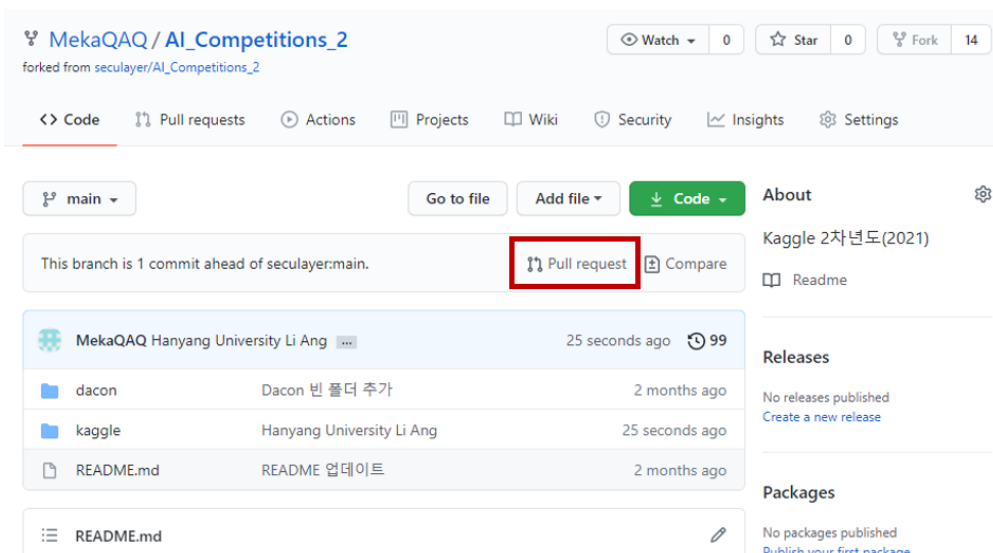 MekaQAQ / AI_Competitions_2
Watch 0 Star 0 Fork 14
forked from seculayer/AI_Competitions_2
<> Code Pull requests Actions Projects Wiki Security Insights Settings
main Go to file Add file Code
About
Kaggle 2차년도(2021)
Readme
This branch is 1 commit ahead of seculayer:main. Pull request Compare
MekaQAQ Hanyang University Li Ang ... 25 seconds ago 99
dacon Dacon 빈 폴더 추가 2 months ago
kaggle Hanyang University Li Ang 25 seconds ago
README.md README 업데이트 2 months ago
README.md
Releases
No releases published
Create a new release
Packages
No packages published
Publish your first package